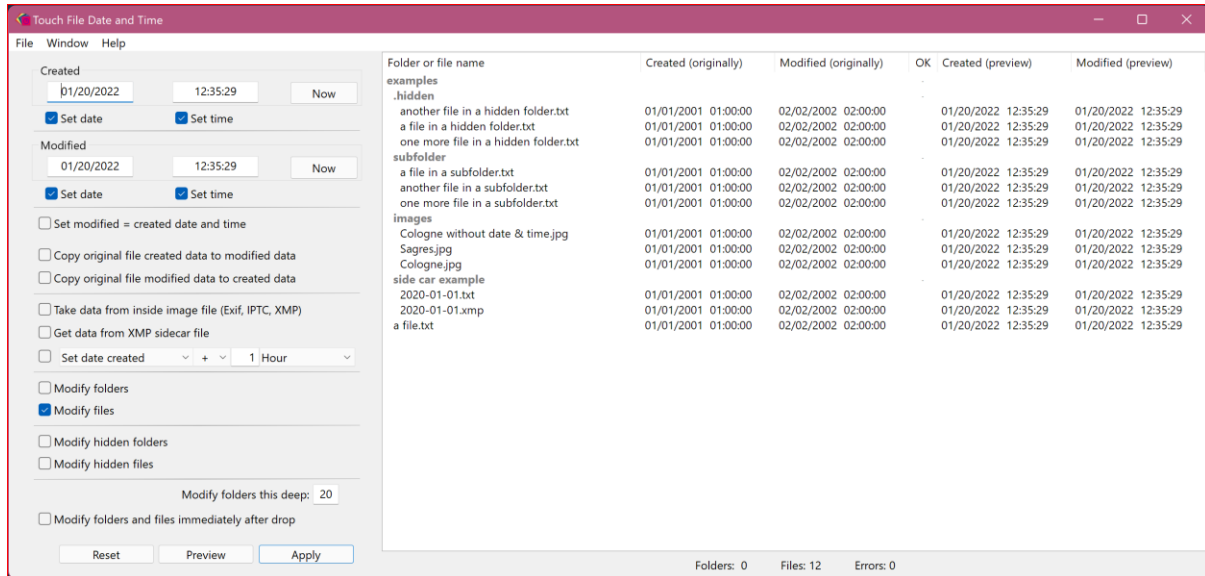 Touch File Date and Time
File Window Help
Created
01/20/2022 12:35:29 Now
Set date Set time
Modified
01/20/2022 12:35:29 Now
Set date Set time
Set modified = created date and time
Copy original file created data to modified data
Copy original file modified data to created data
Take data from inside image file (Exif, IPTC, XMP)
Get data from XMP sidecar file
Set date created + 1 Hour
Modify folders
Modify files
Modify hidden folders
Modify hidden files
Modify folders this deep: 20
Modify folders and files immediately after drop
Reset Preview Apply
Folder or file name Created (originally) Modified (originally) OK Created (preview) Modified (preview)
examples -
.hidden -
another file in a hidden folder.txt 01/01/2001 01:00:00 02/02/2002 02:00:00 01/20/2022 12:35:29 01/20/2022 12:35:29
a file in a hidden folder.txt 01/01/2001 01:00:00 02/02/2002 02:00:00 01/20/2022 12:35:29 01/20/2022 12:35:29
one more file in a hidden folder.txt 01/01/2001 01:00:00 02/02/2002 02:00:00 01/20/2022 12:35:29 01/20/2022 12:35:29
subfolder -
a file in a subfolder.txt 01/01/2001 01:00:00 02/02/2002 02:00:00 01/20/2022 12:35:29 01/20/2022 12:35:29
another file in a subfolder.txt 01/01/2001 01:00:00 02/02/2002 02:00:00 01/20/2022 12:35:29 01/20/2022 12:35:29
one more file in a subfolder.txt 01/01/2001 01:00:00 02/02/2002 02:00:00 01/20/2022 12:35:29 01/20/2022 12:35:29
images -
Cologne without date & time.jpg 01/01/2001 01:00:00 02/02/2002 02:00:00 01/20/2022 12:35:29 01/20/2022 12:35:29
Sagres.jpg 01/01/2001 01:00:00 02/02/2002 02:00:00 01/20/2022 12:35:29 01/20/2022 12:35:29
Cologne.jpg 01/01/2001 01:00:00 02/02/2002 02:00:00 01/20/2022 12:35:29 01/20/2022 12:35:29
side car example -
2020-01-01.txt 01/01/2001 01:00:00 02/02/2002 02:00:00 01/20/2022 12:35:29 01/20/2022 12:35:29
2020-01-01.xmp 01/01/2001 01:00:00 02/02/2002 02:00:00 01/20/2022 12:35:29 01/20/2022 12:35:29
a file.txt 01/01/2001 01:00:00 02/02/2002 02:00:00 01/20/2022 12:35:29 01/20/2022 12:35:29
Folders: 0 Files: 12 Errors: 0